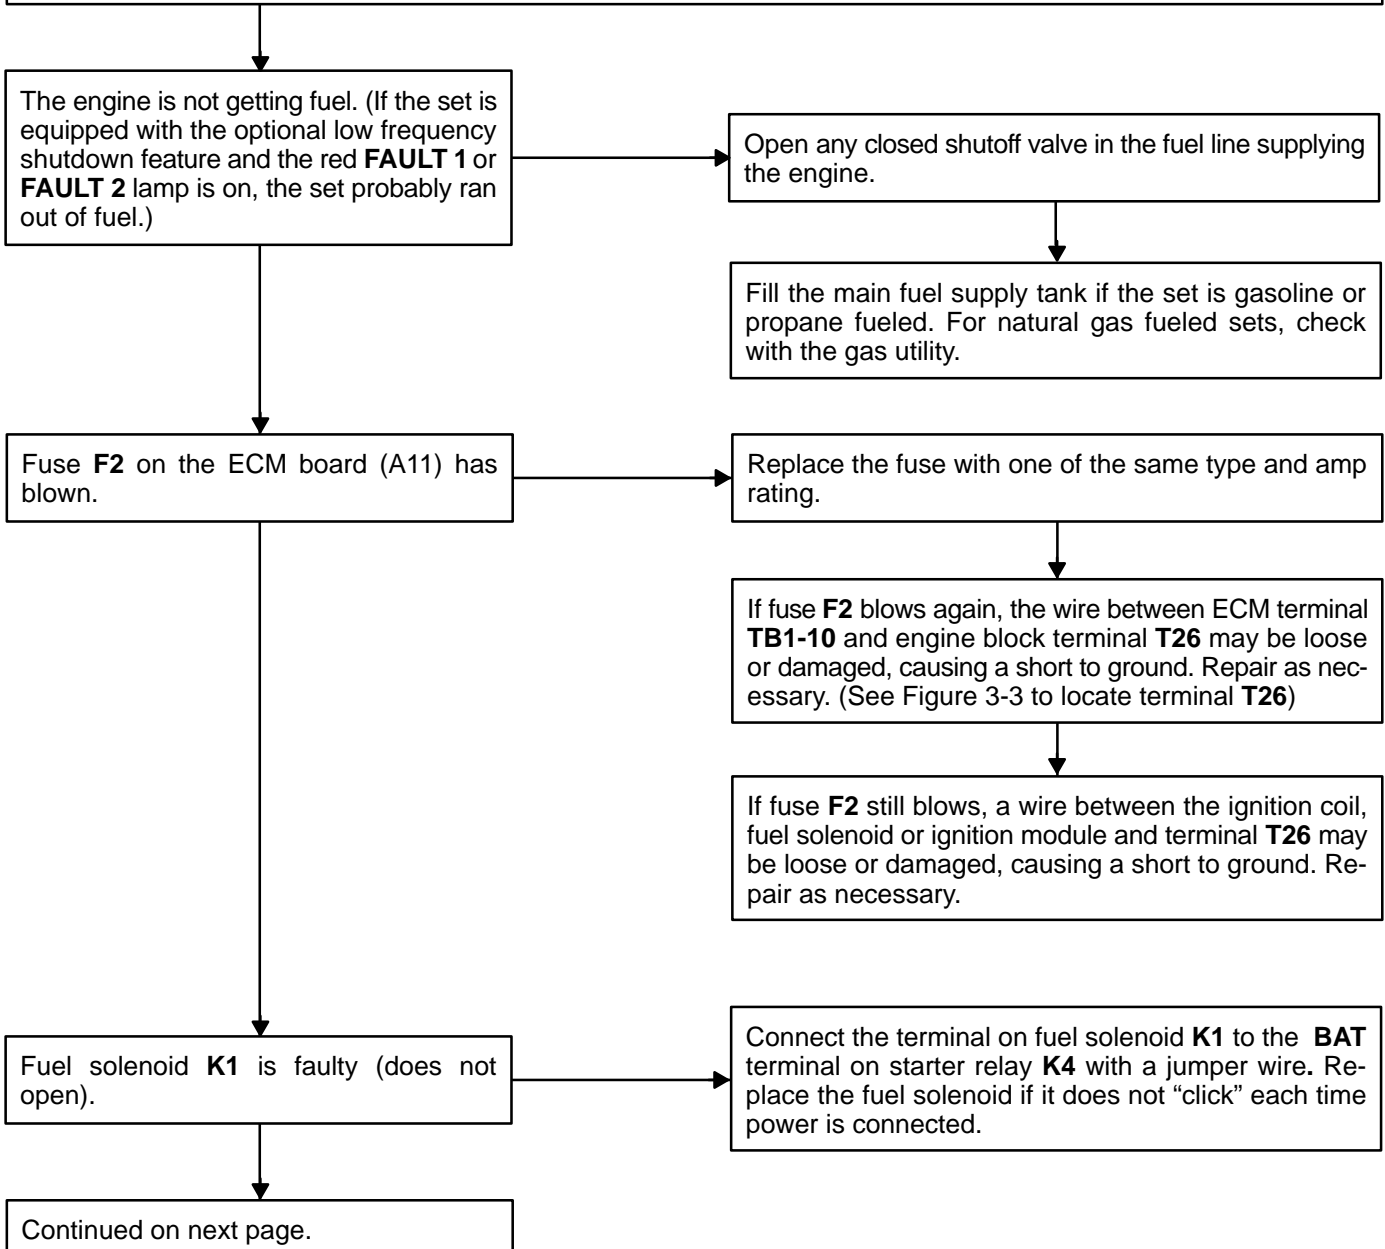 The engine is not getting fuel. (If the set is
equipped with the optional low frequency
shutdown feature and the red FAULT 1 or
FAULT 2 lamp is on, the set probably ran
out of fuel.)
Open any closed shutoff valve in the fuel line supplying
the engine.
Fill the main fuel supply tank if the set is gasoline or
propane fueled. For natural gas fueled sets, check
with the gas utility.
Fuse F2 on the ECM board (A11) has
blown.
Replace the fuse with one of the same type and amp
rating.
If fuse F2 blows again, the wire between ECM terminal
TB1-10 and engine block terminal T26 may be loose
or damaged, causing a short to ground. Repair as nec-
essary. (See Figure 3-3 to locate terminal T26)
If fuse F2 still blows, a wire between the ignition coil,
fuel solenoid or ignition module and terminal T26 may
be loose or damaged, causing a short to ground. Re-
pair as necessary.
Fuel solenoid K1 is faulty (does not
open).
Connect the terminal on fuel solenoid K1 to the BAT
terminal on starter relay K4 with a jumper wire. Re-
place the fuel solenoid if it does not “click” each time
power is connected.
Continued on next page.